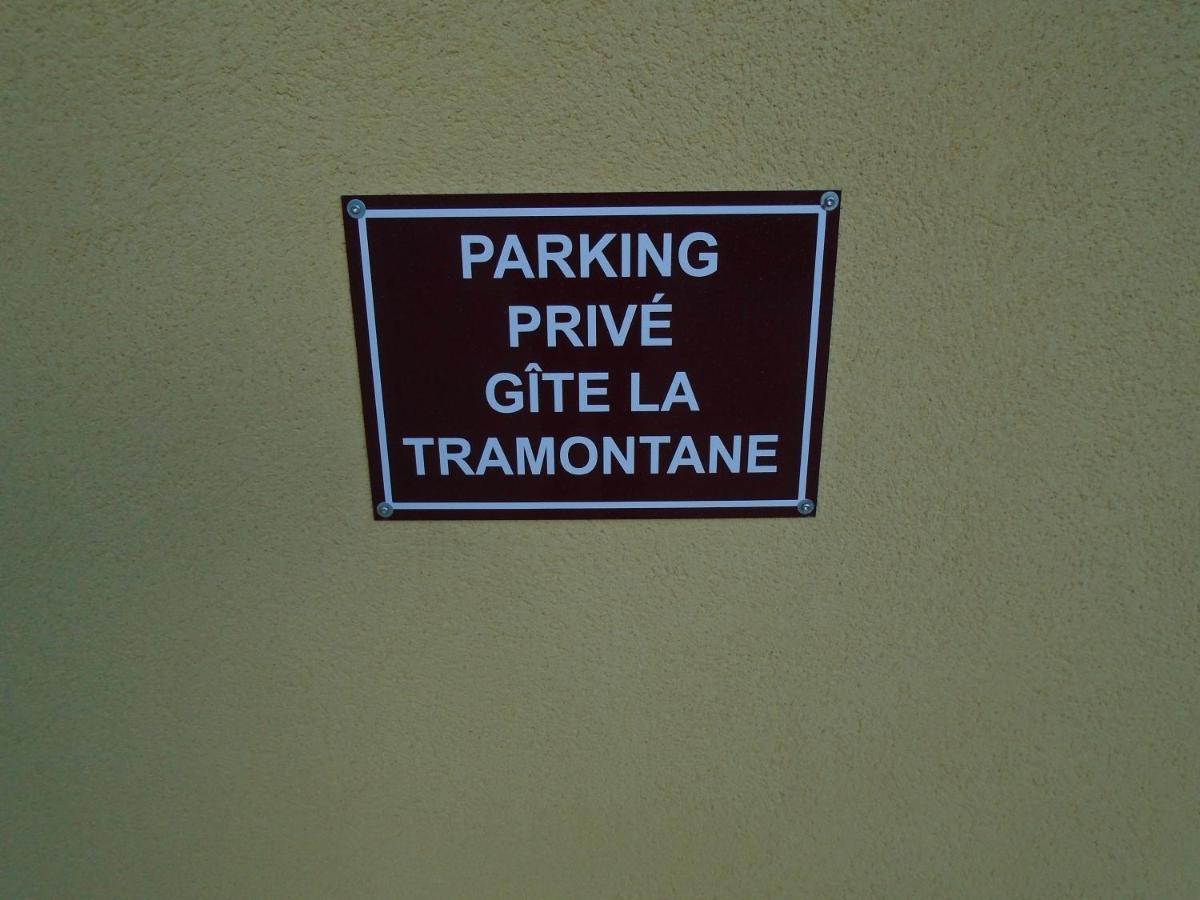 PARKING
PRIVÉ
GÎTE LA
TRAMONTANE